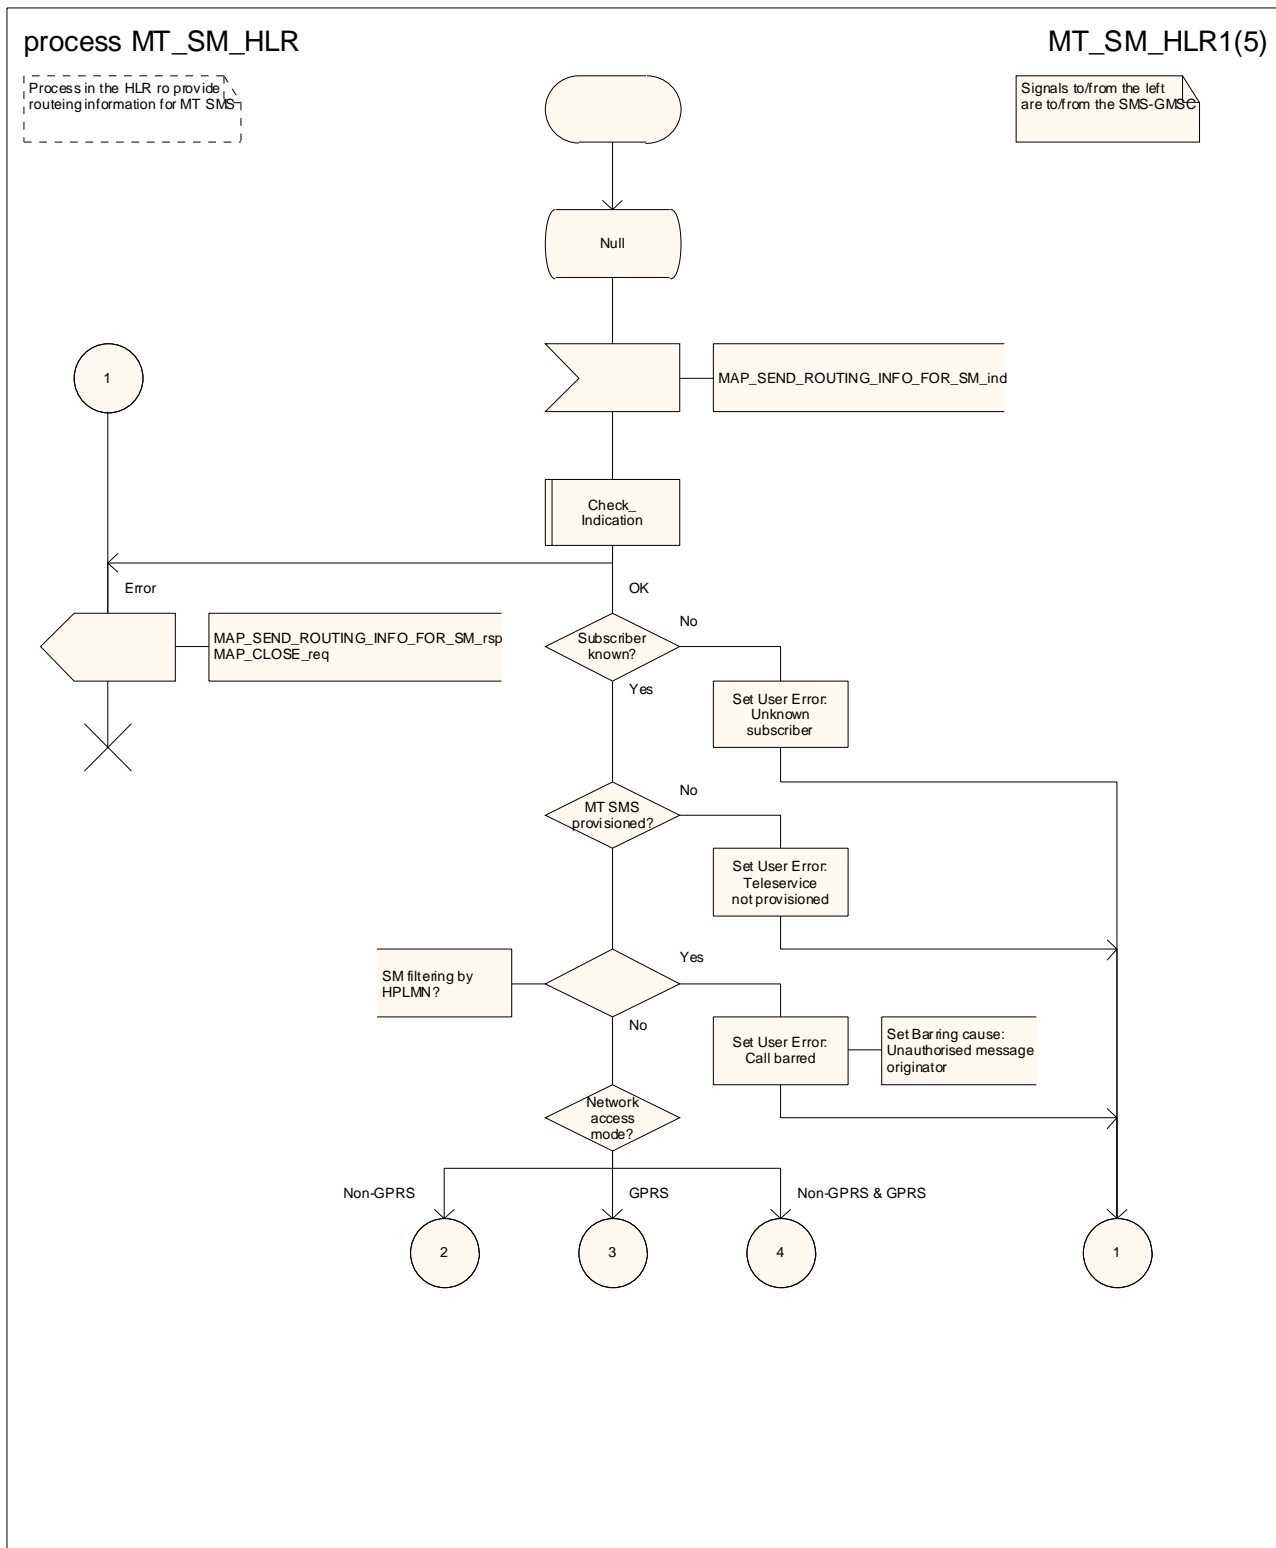 process MT_SM_HLR
MT_SM_HLR1(5)
Process in the HLR ro provide
routeing information for MT SMS
Signals to/from the left
are to/from the SMS-GMSC
Null
1
MAP_SEND_ROUTING_INFO_FOR_SM_ind
Check_
Indication
Error
OK
MAP_SEND_ROUTING_INFO_FOR_SM_rsp
MAP_CLOSE_req
Subscriber
known?
No
Yes
Set User Error:
Unknown
subscriber
MT SMS
provisioned?
No
Set User Error:
Teleservice
not provisioned
SM filtering by
HPLMN?
Yes
No
Set User Error:
Call barred
Set Barring cause:
Unauthorised message
originator
Network
access
mode?
Non-GPRS
GPRS
Non-GPRS & GPRS
2
3
4
1